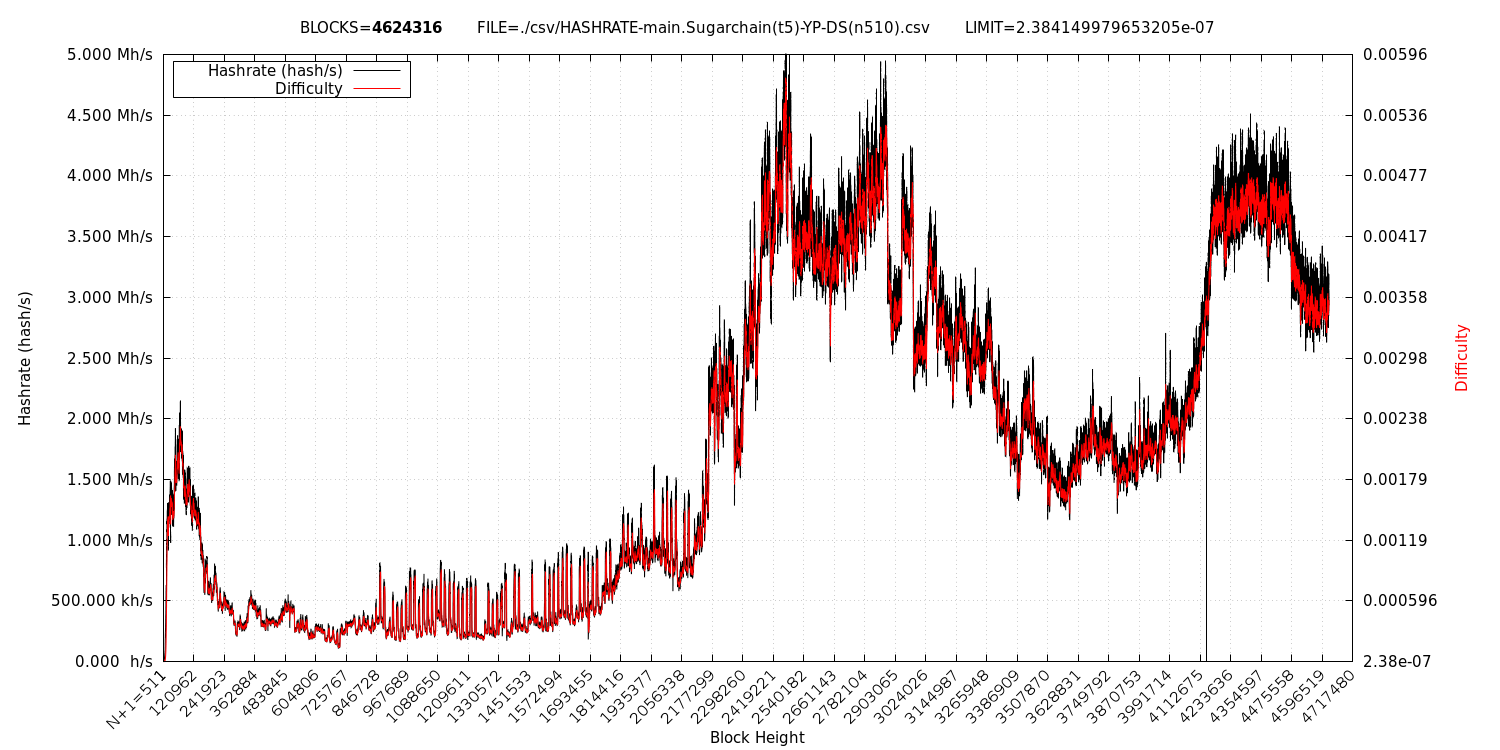 BLOCKS=4624316 FILE=./csv/HASHRATE-main.Sugarchain(t5)-YP-DS(n510).csv LIMIT=2.384149979653205e-07
Hashrate (hash/s)
Difficulty
5.000 Mh/s
4.500 Mh/s
4.000 Mh/s
3.500 Mh/s
3.000 Mh/s
2.500 Mh/s
2.000 Mh/s
1.500 Mh/s
1.000 Mh/s
500.000 kh/s
0.000 h/s
Hashrate (hash/s)
0.00596
0.00536
0.00477
0.00417
0.00358
0.00298
0.00238
0.00179
0.00119
0.000596
2.38e-07
Difficulty
N+1=511
120962
241923
362884
483845
604806
725767
846728
967689
1088650
1209611
1330572
1451533
1572494
1693455
1814416
1935377
2056338
2177299
2298260
2419221
2540182
2661143
2782104
2903065
3024026
3144987
3265948
3386909
3507870
3628831
3749792
3870753
3991714
4112675
4233636
4354597
4475558
4596519
4717480
Block Height